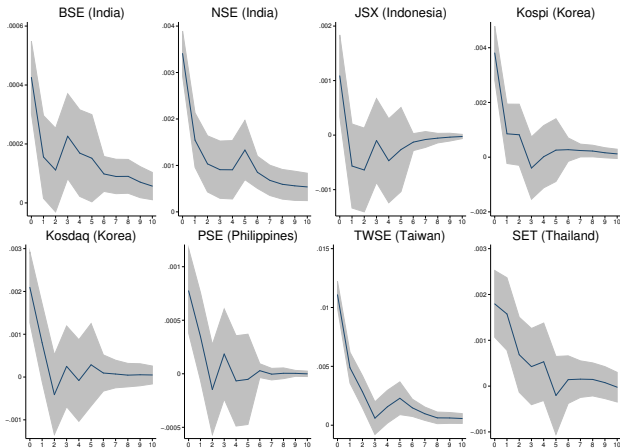 BSE (India)
.0006
.0004
.0002
0
0 1 2 3 4 5 6 7 8 9 10
NSE (India)
.004
.003
.002
.001
0
0 1 2 3 4 5 6 7 8 9 10
JSX (Indonesia)
.002
.001
0
-.001
0 1 2 3 4 5 6 7 8 9 10
Kospi (Korea)
.004
.002
0
-.002
0 1 2 3 4 5 6 7 8 9 10
Kosdaq (Korea)
.003
.002
.001
0
-.001
0 1 2 3 4 5 6 7 8 9 10
PSE (Philippines)
.001
.0005
0
-.0005
0 1 2 3 4 5 6 7 8 9 10
TWSE (Taiwan)
.015
.01
.005
0
0 1 2 3 4 5 6 7 8 9 10
SET (Thailand)
.003
.002
.001
0
-.001
0 1 2 3 4 5 6 7 8 9 10